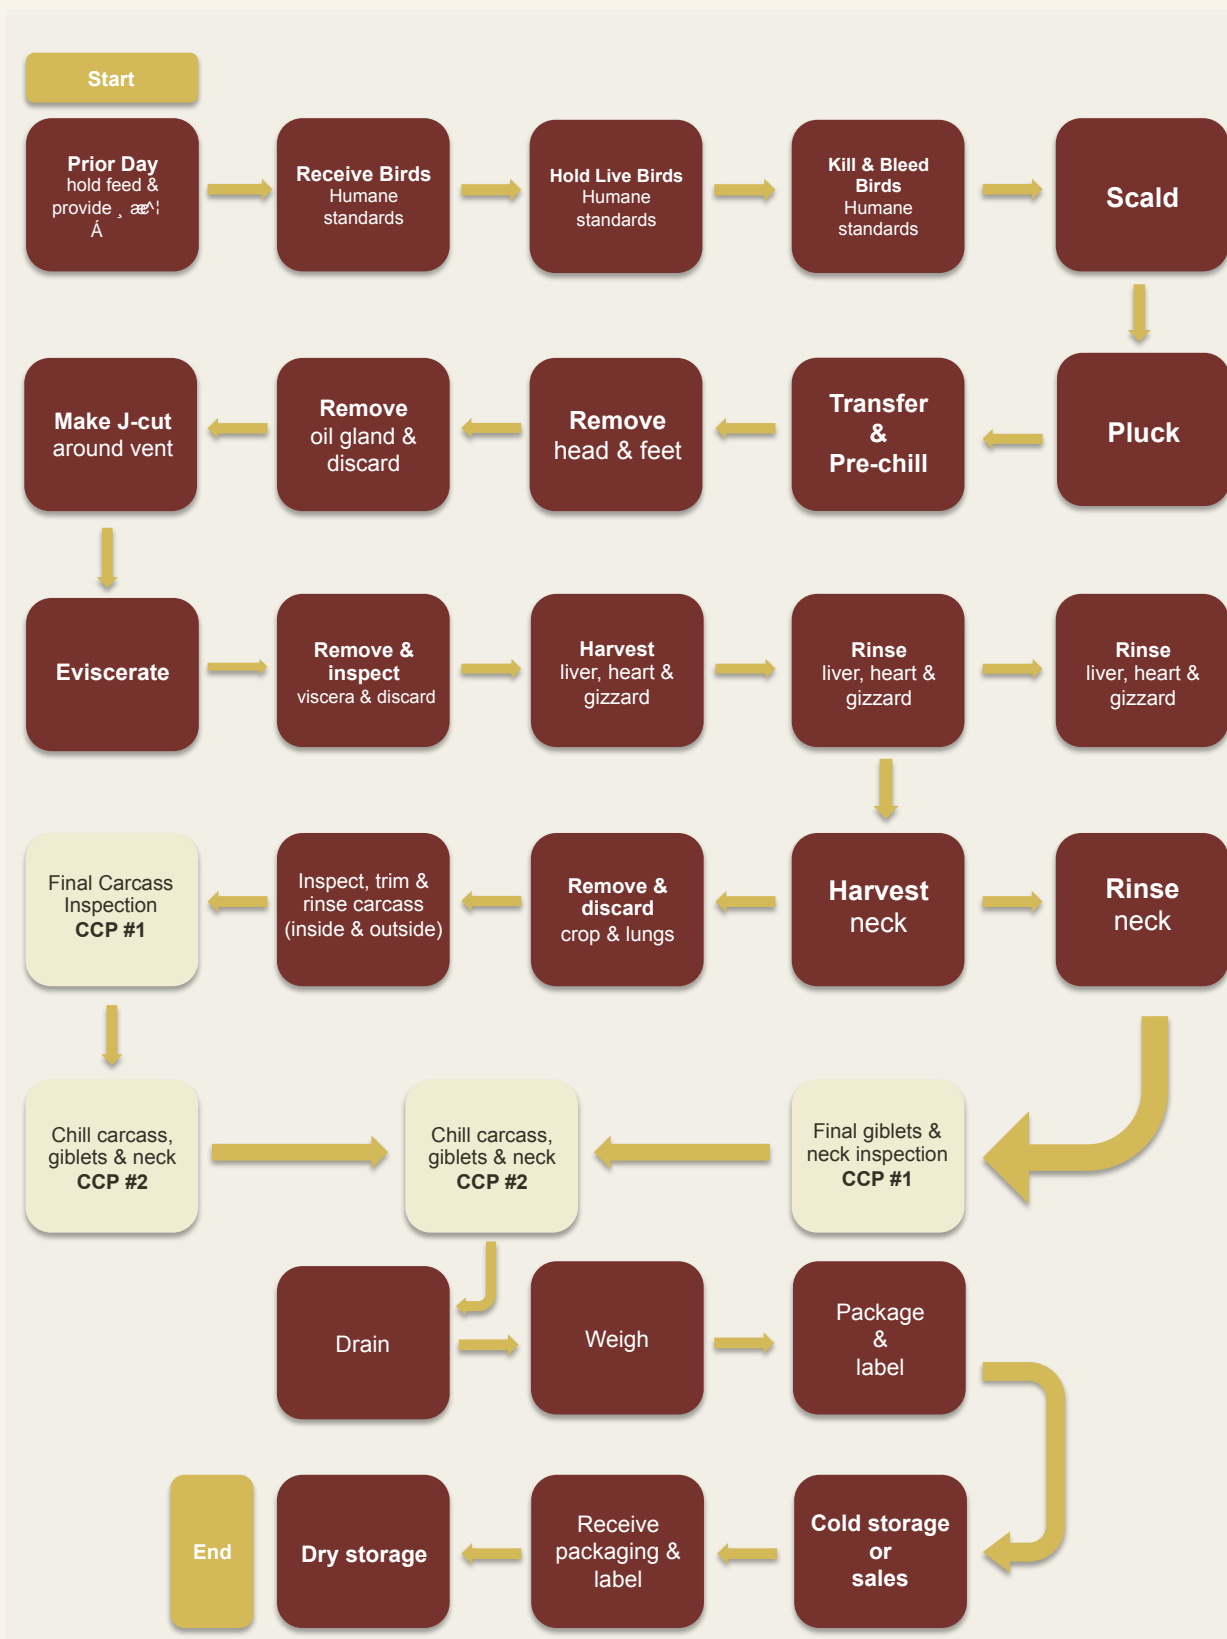 Start
Prior Day
hold feed &
provide
Receive Birds
Humane
standards
Hold Live Birds
Humane
standards
Kill & Bleed
Birds
Humane
standards
Scald
Make J-cut
around vent
Remove
oil gland &
discard
Remove
head & feet
Transfer
&
Pre-chill
Pluck
Eviscerate
Remove &
inspect
viscera & discard
Harvest
liver, heart &
gizzard
Rinse
liver, heart &
gizzard
Rinse
liver, heart &
gizzard
Final Carcass
Inspection
CCP #1
Inspect, trim &
rinse carcass
(inside & outside)
Remove &
discard
crop & lungs
Harvest
neck
Rinse
neck
Chill carcass,
giblets & neck
CCP #2
Chill carcass,
giblets & neck
CCP #2
Final giblets &
neck inspection
CCP #1
Drain
Weigh
Package
&
label
End
Dry storage
Receive
packaging &
label
Cold storage
or
sales